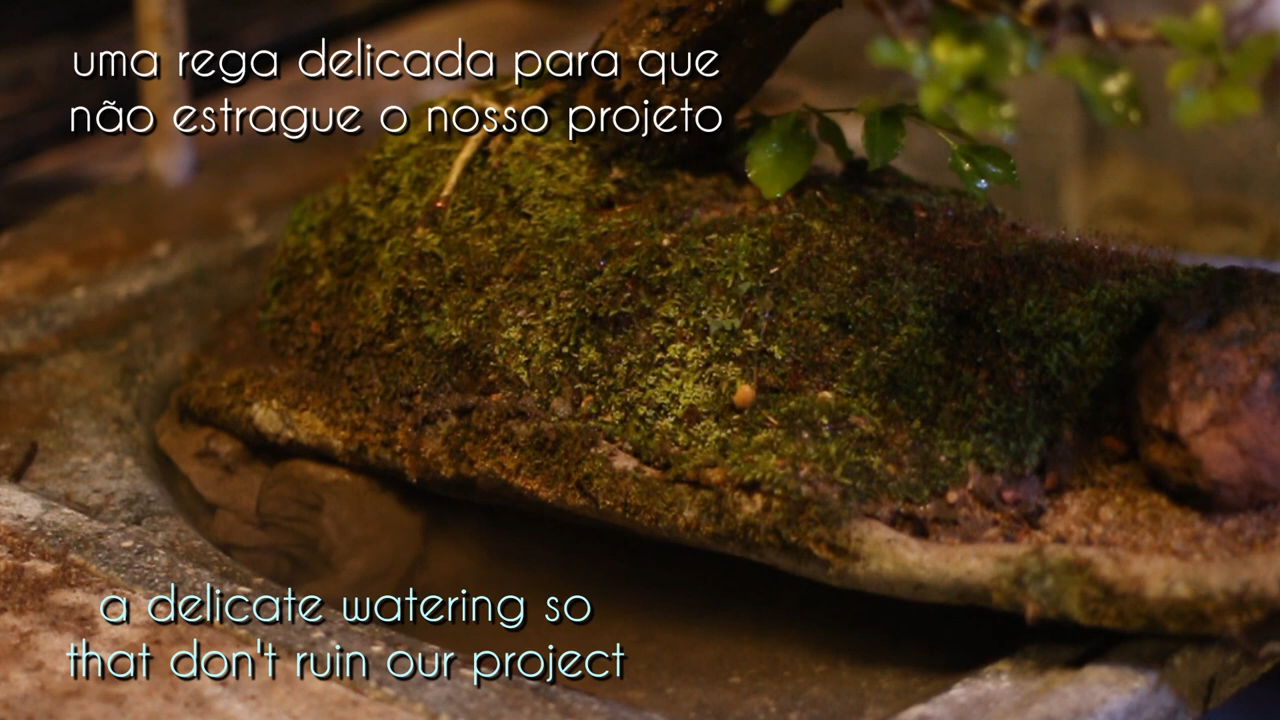 uma rega delicada para que
não estrague o nosso projeto
a delicate watering so
that don't ruin our project